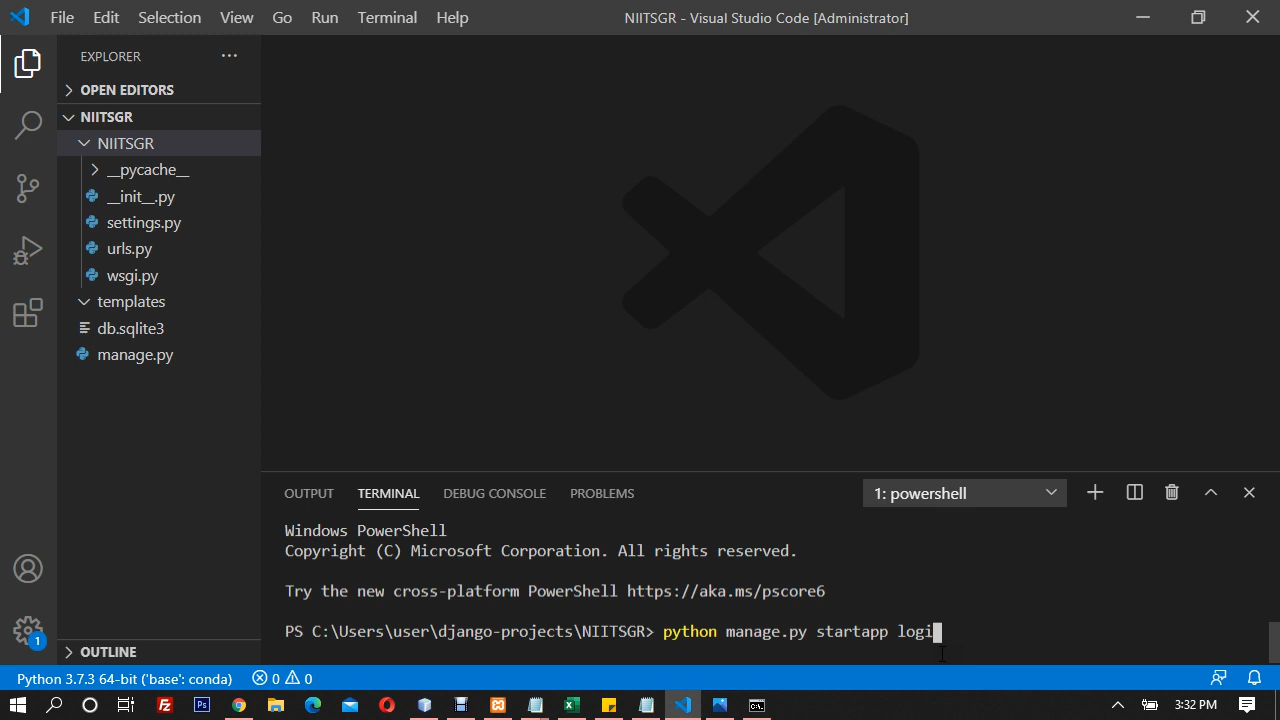 File Edit Selection View Go Run Terminal Help
NIITSGR - Visual Studio Code [Administrator]
EXPLORER
OPEN EDITORS
NIITSGR
NIITSGR
__pycache__
__init__.py
settings.py
urls.py
wsgi.py
templates
db.sqlite3
manage.py
OUTLINE
OUTPUT TERMINAL DEBUG CONSOLE PROBLEMS
1: powershell
Windows PowerShell
Copyright (C) Microsoft Corporation. All rights reserved.
Try the new cross-platform PowerShell https://aka.ms/pscore6
PS C:\Users\user\django-projects\NIITSGR> python manage.py startapp logi
1
Python 3.7.3 64-bit ('base': conda) 0 0
Fz Ps C:\ 3:32 PM